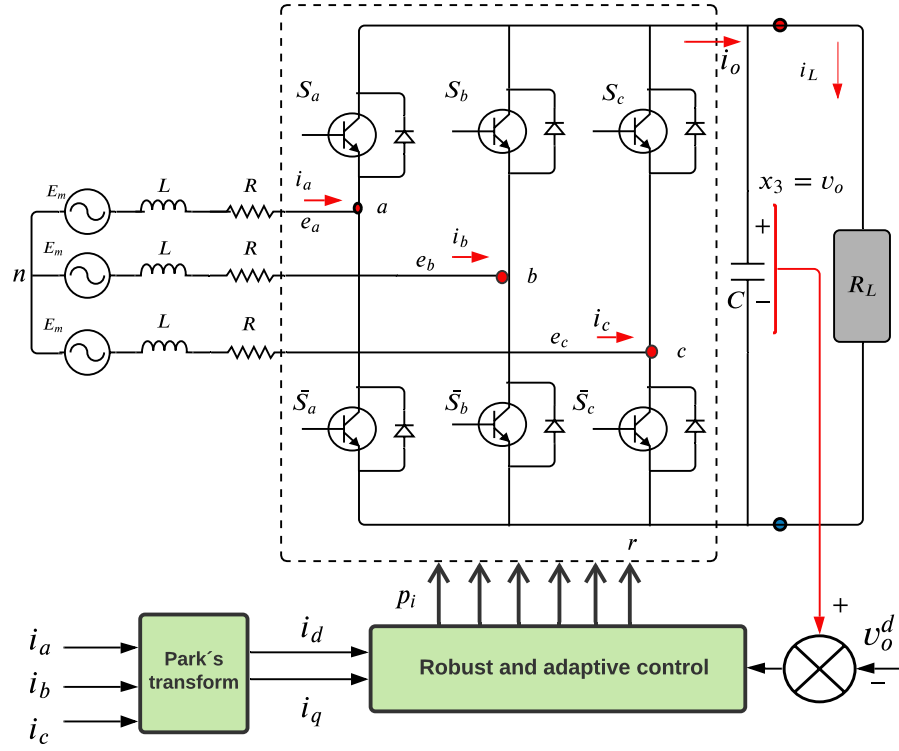 i_o
i_L
S_a
S_b
S_c
E_m
L
R
i_a
a
e_a
x_3 = v_o
+
n
E_m
L
R
e_b
i_b
b
C
−
R_L
E_m
L
R
e_c
i_c
c
S̄_a
S̄_b
S̄_c
r
p_i
+
v_o^d
−
i_a
i_b
i_c
Park´s
transform
i_d
i_q
Robust and adaptive control